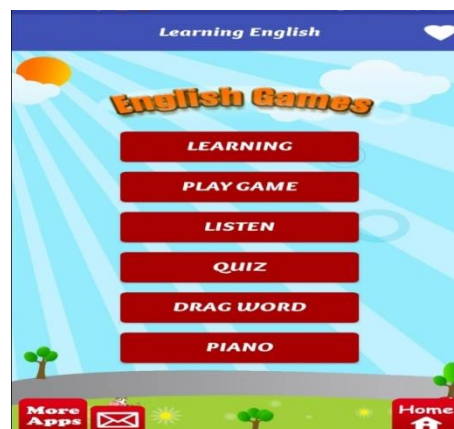 Learning English
English Games
LEARNING
PLAY GAME
LISTEN
QUIZ
DRAG WORD
PIANO
More
Apps
Home